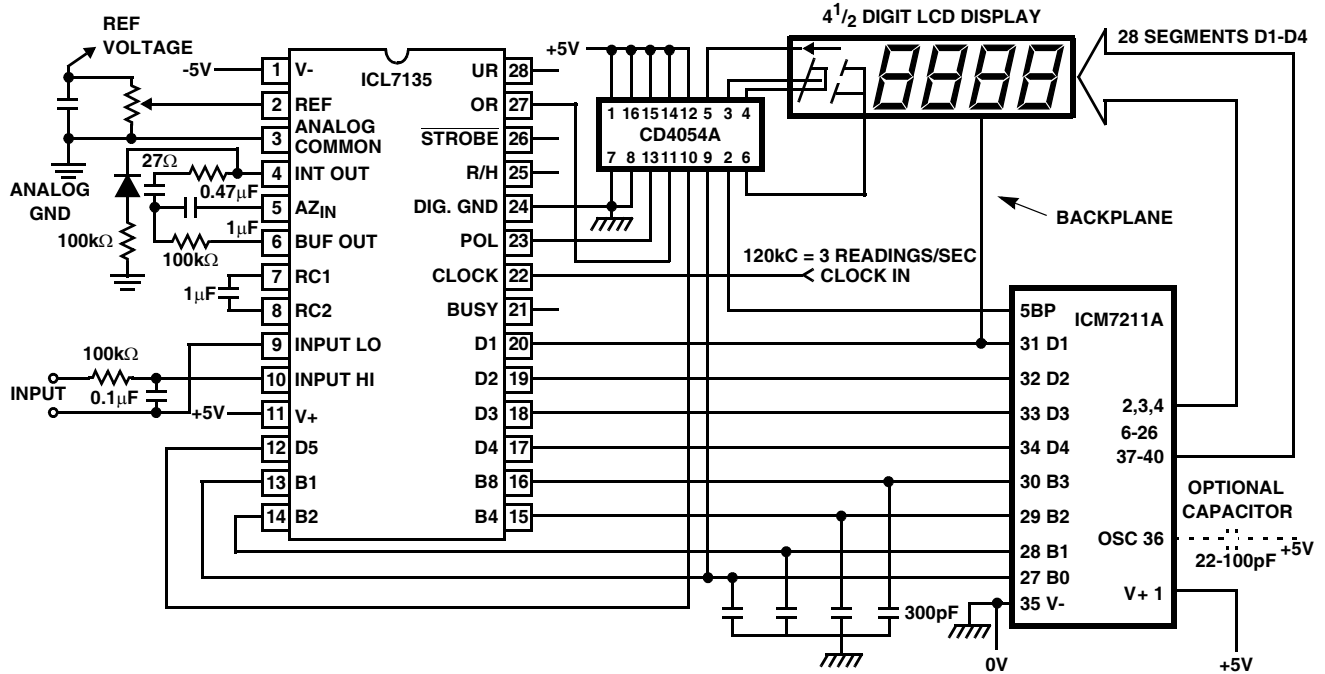 4 1/2 DIGIT LCD DISPLAY
REF
VOLTAGE
28 SEGMENTS D1-D4
+5V
-5V
ICL7135
1 V-
2 REF
3 ANALOG
COMMON
4 INT OUT
5 AZIN
6 BUF OUT
7 RC1
8 RC2
9 INPUT LO
10 INPUT HI
11 V+
12 D5
13 B1
14 B2
UR 28
OR 27
STROBE 26
R/H 25
DIG. GND 24
POL 23
CLOCK 22
BUSY 21
D1 20
D2 19
D3 18
D4 17
B8 16
B4 15
27Ω
0.47µF
ANALOG
GND
1µF
100kΩ
100kΩ
1µF
100kΩ
INPUT
0.1µF
+5V
1 16 15 14 12 5 3 4
CD4054A
7 8 13 11 10 9 2 6
BACKPLANE
120kC = 3 READINGS/SEC
CLOCK IN
ICM7211A
5BP
31 D1
32 D2
33 D3
34 D4
30 B3
29 B2
28 B1
27 B0
35 V-
2,3,4
6-26
37-40
OSC 36
V+ 1
OPTIONAL
CAPACITOR
22-100pF
+5V
300pF
0V
+5V